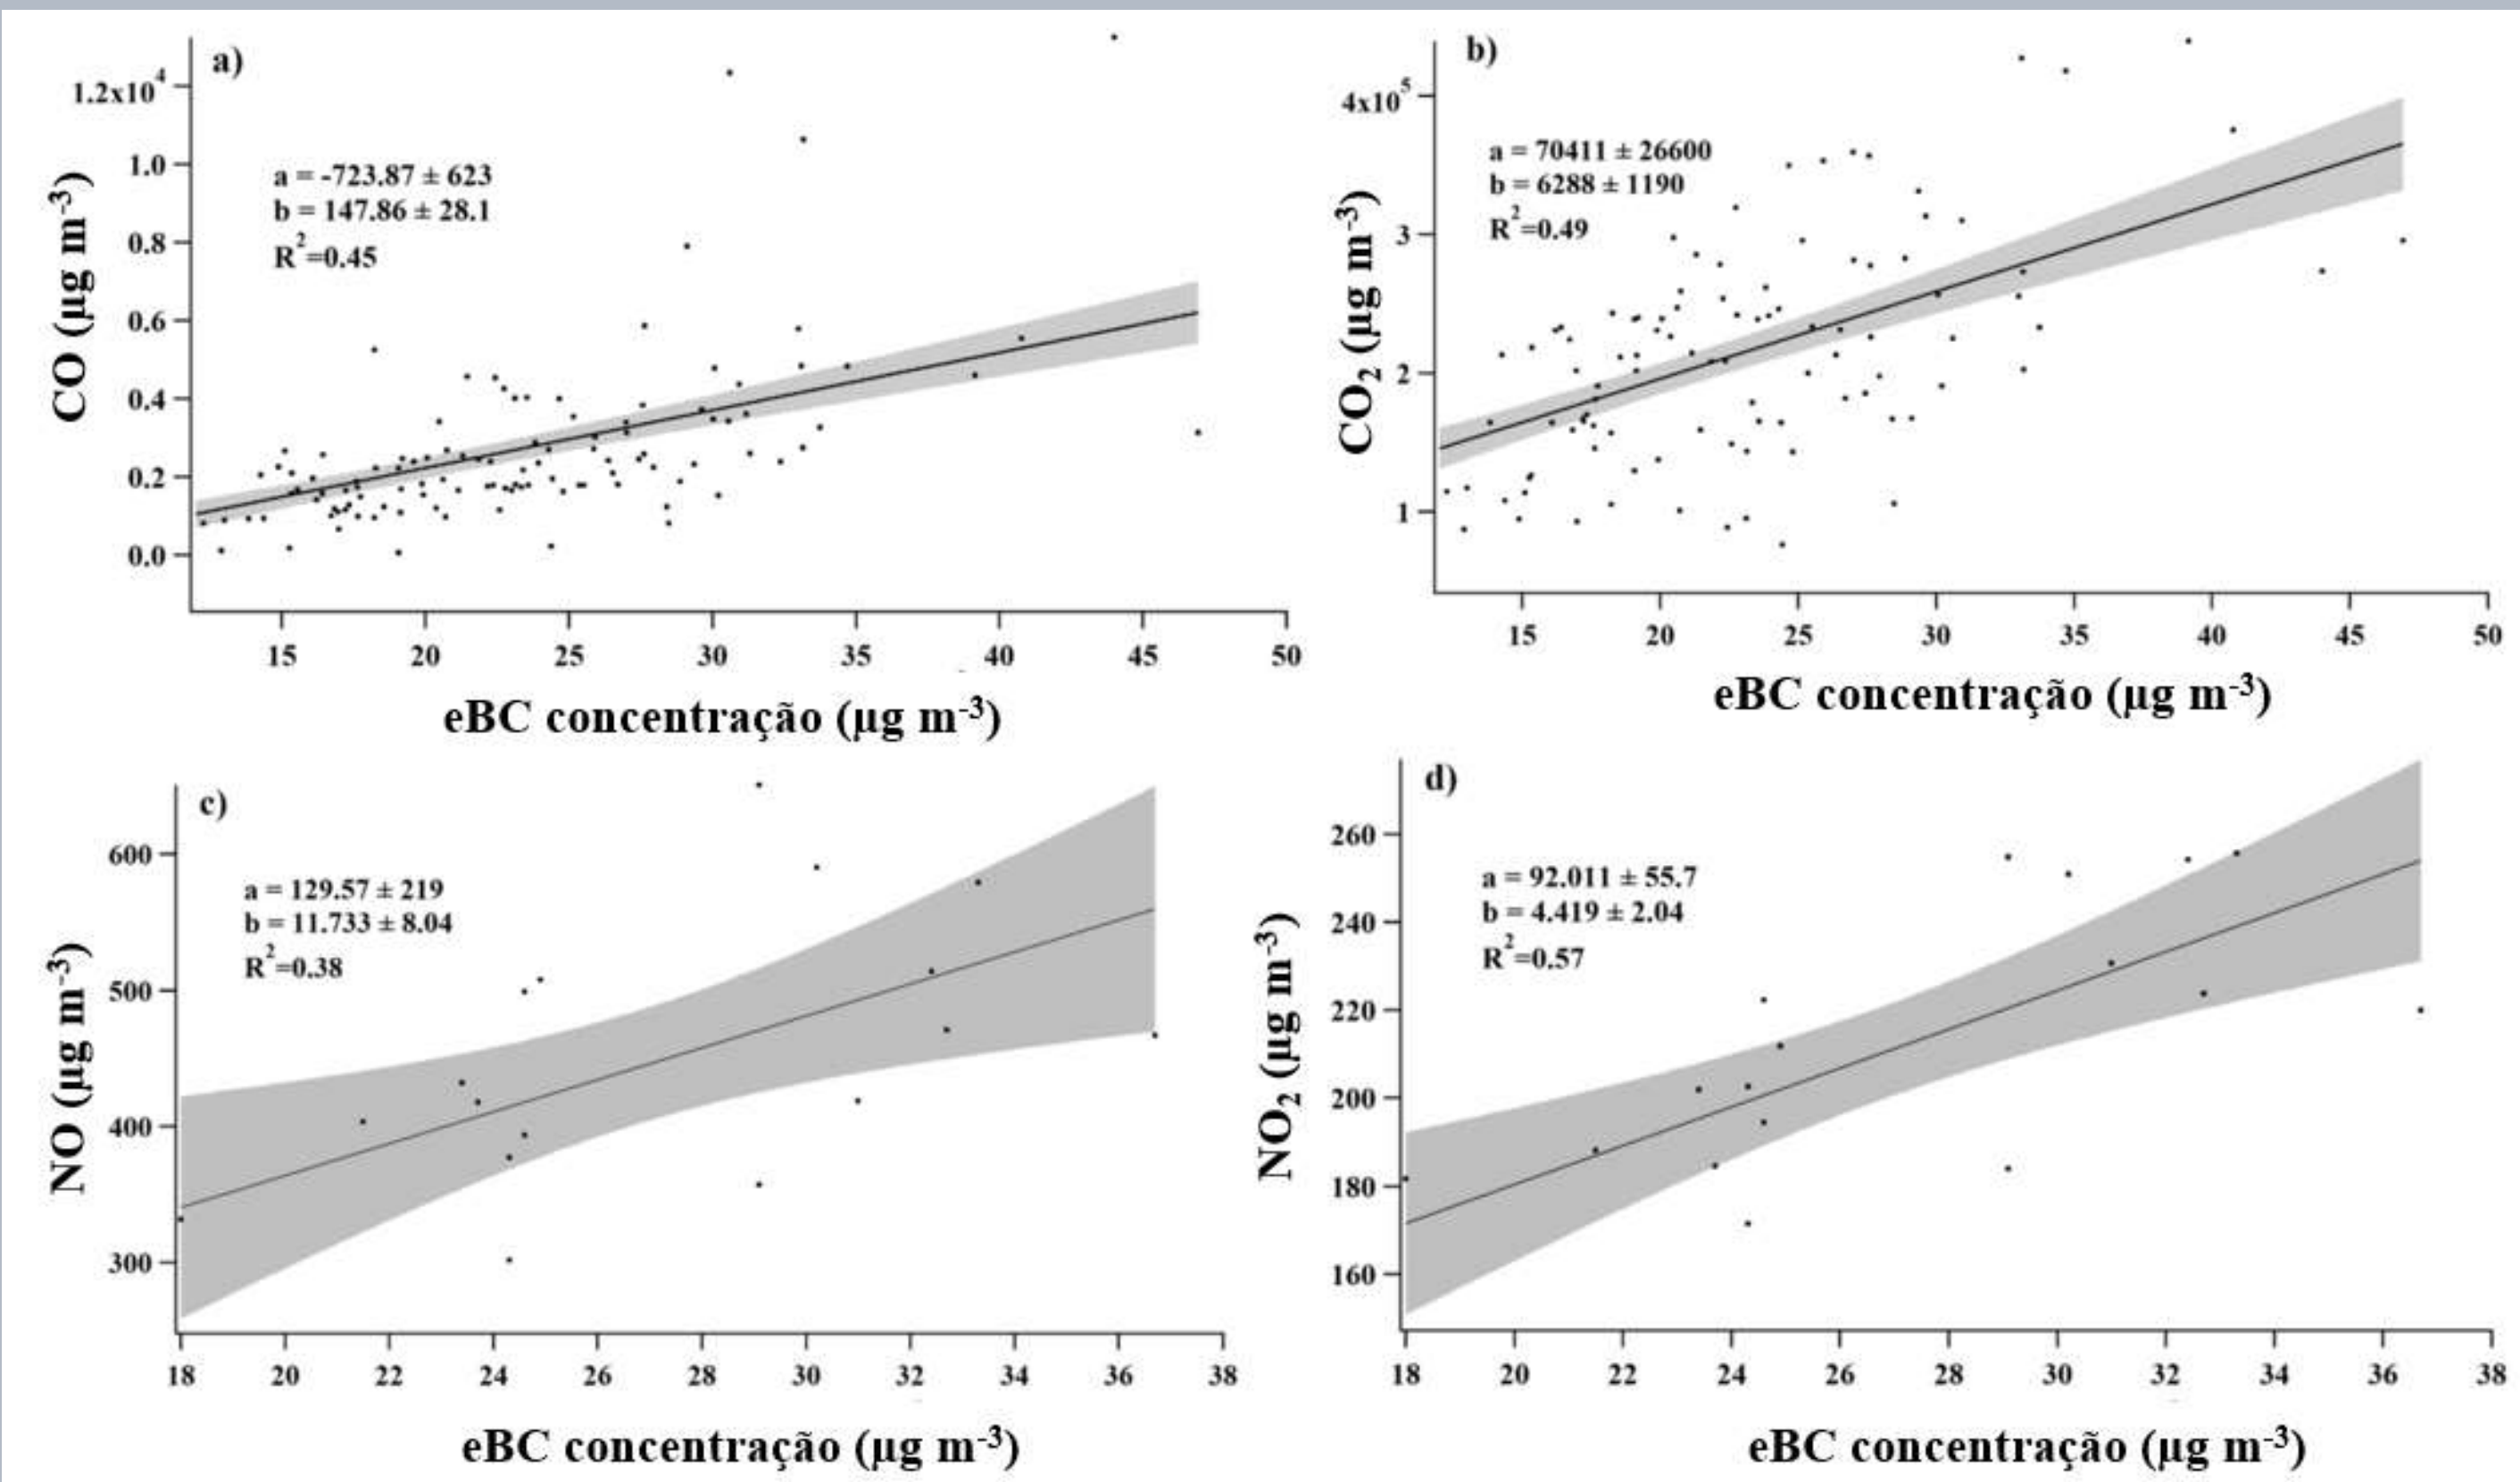 a)
1.2x10⁴
1.0
0.8
0.6
0.4
0.2
0.0
CO (µg m⁻³)
a = -723.87 ± 623
b = 147.86 ± 28.1
R²=0.45
15 20 25 30 35 40 45 50
eBC concentração (µg m⁻³)
b)
4x10⁵
3
2
1
CO₂ (µg m⁻³)
a = 70411 ± 26600
b = 6288 ± 1190
R²=0.49
15 20 25 30 35 40 45 50
eBC concentração (µg m⁻³)
c)
600
500
400
300
NO (µg m⁻³)
a = 129.57 ± 219
b = 11.733 ± 8.04
R²=0.38
18 20 22 24 26 28 30 32 34 36 38
eBC concentração (µg m⁻³)
d)
260
240
220
200
180
160
NO₂ (µg m⁻³)
a = 92.011 ± 55.7
b = 4.419 ± 2.04
R²=0.57
18 20 22 24 26 28 30 32 34 36 38
eBC concentração (µg m⁻³)